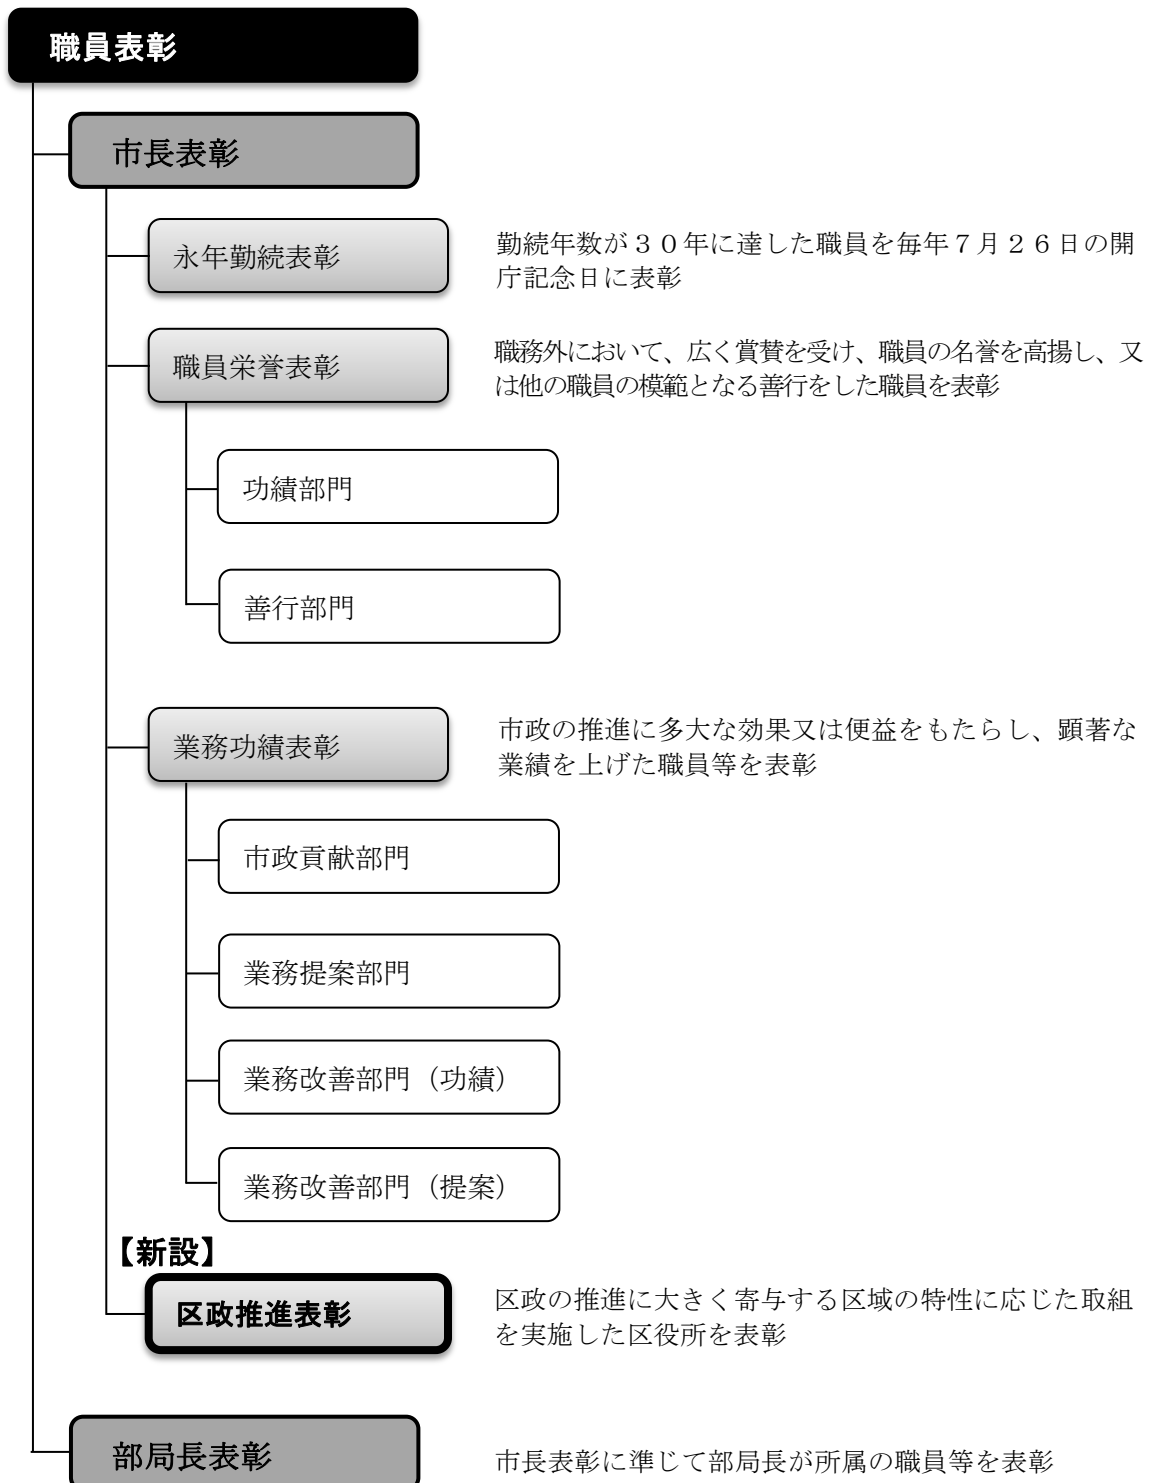 職員表彰
市長表彰
永年勤続表彰
勤続年数が３０年に達した職員を毎年７月２６日の開
庁記念日に表彰
職員栄誉表彰
職務外において、広く賞賛を受け、職員の名誉を高揚し、又
は他の職員の模範となる善行をした職員を表彰
功績部門
善行部門
業務功績表彰
市政の推進に多大な効果又は便益をもたらし、顕著な
業績を上げた職員等を表彰
市政貢献部門
業務提案部門
業務改善部門（功績）
業務改善部門（提案）
【新設】
区政推進表彰
区政の推進に大きく寄与する区域の特性に応じた取組
を実施した区役所を表彰
部局長表彰
市長表彰に準じて部局長が所属の職員等を表彰